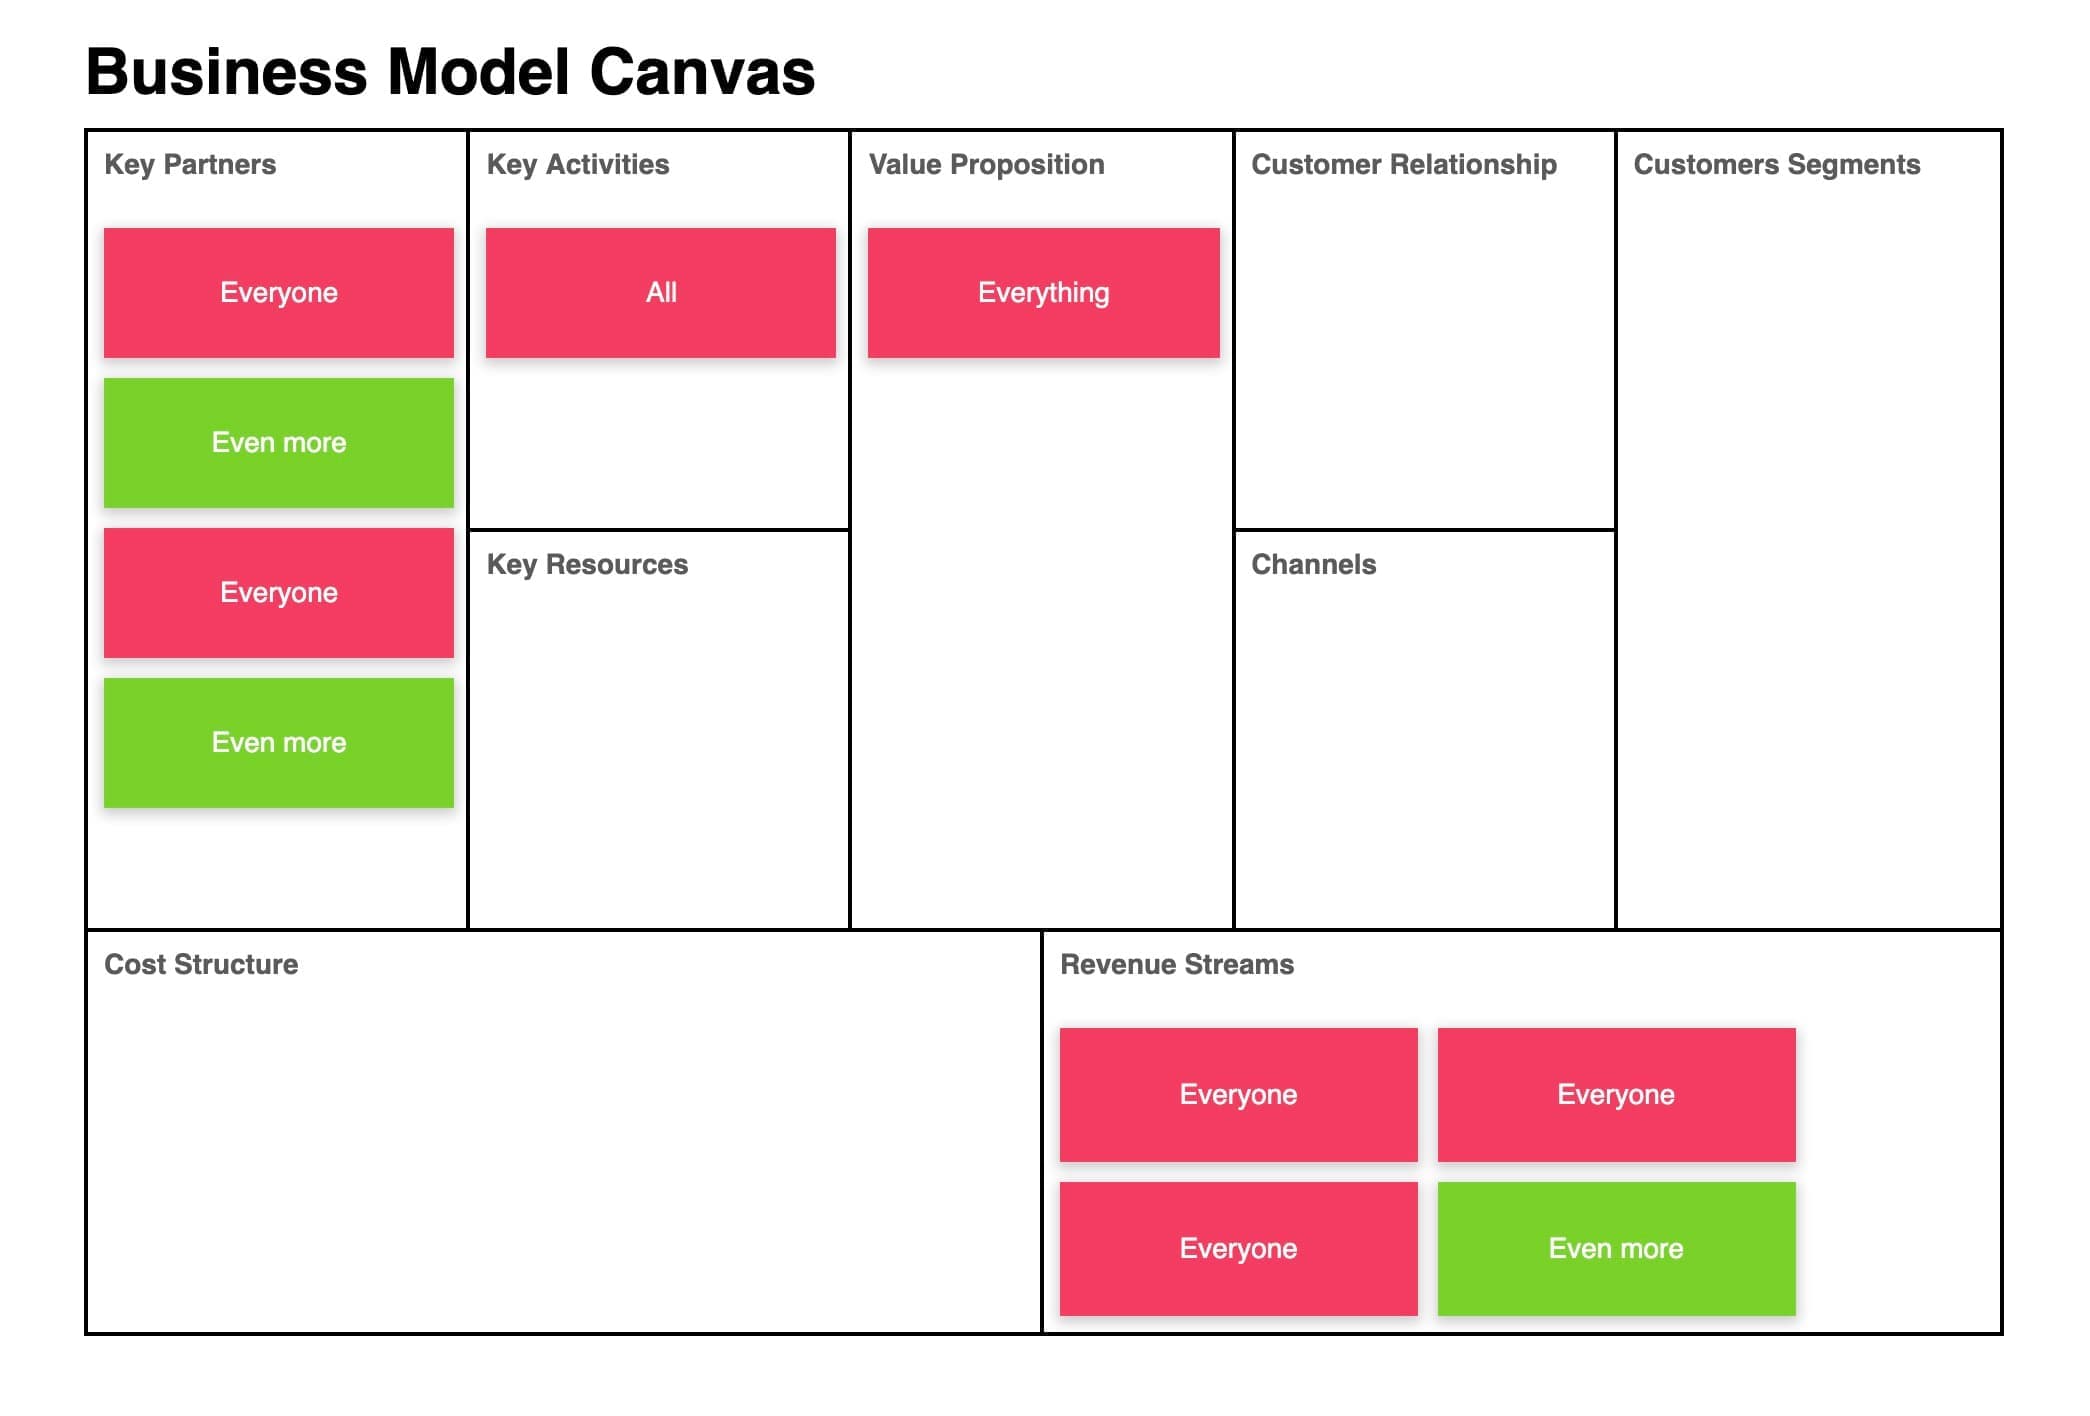 Business Model Canvas
Key Partners
Everyone
Even more
Everyone
Even more
Key Activities
All
Key Resources
Value Proposition
Everything
Customer Relationship
Channels
Customers Segments
Cost Structure
Revenue Streams
Everyone
Everyone
Everyone
Even more